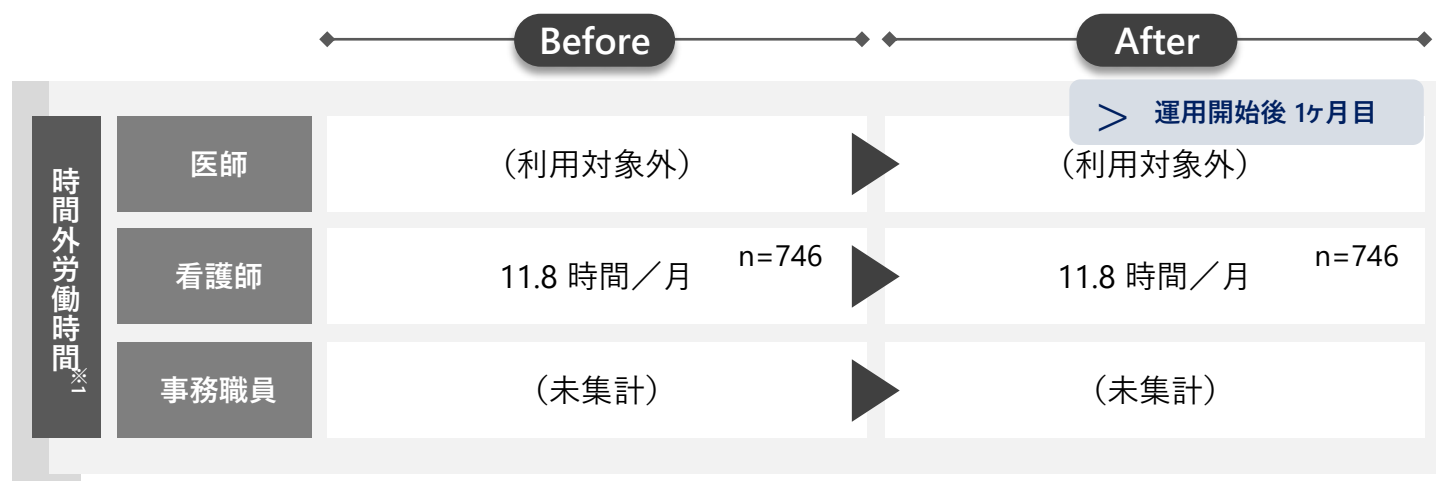 Before
After
> 運用開始後 1ヶ月目
時間外労働時間※1
医師
(利用対象外)
(利用対象外)
看護師
11.8 時間／月
n=746
11.8 時間／月
n=746
事務職員
(未集計)
(未集計)